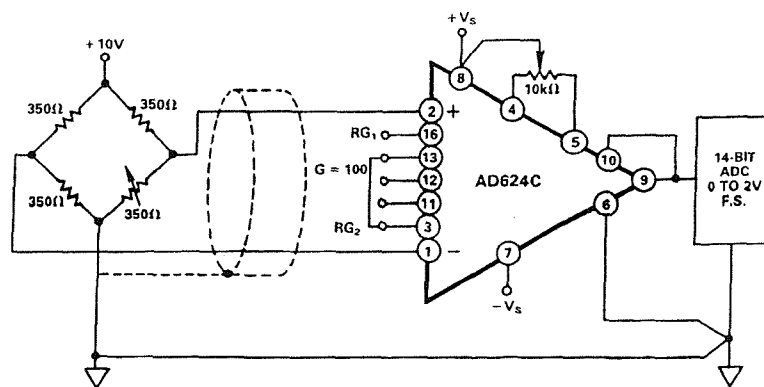 +10V
350Ω
350Ω
350Ω
350Ω
RG₁
G = 100
RG₂
+Vₛ
8
10kΩ
2
+
16
13
12
11
3
1
−
4
5
10
9
6
7
AD624C
−Vₛ
14-BIT
ADC
0 TO 2V
F.S.